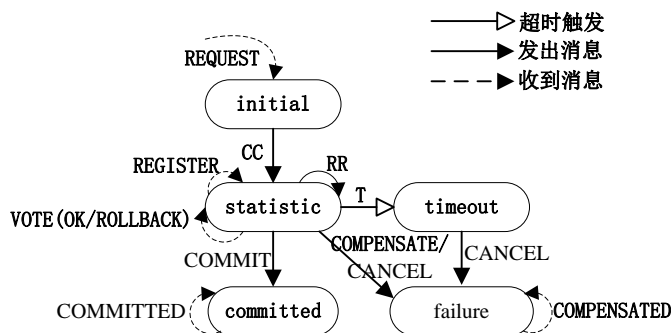 超时触发
发出消息
收到消息
REQUEST
initial
CC
REGISTER
RR
T
statistic
timeout
VOTE(OK/ROLLBACK)
COMPENSATE/
COMMIT
CANCEL
CANCEL
COMMITTED
committed
failure
COMPENSATED